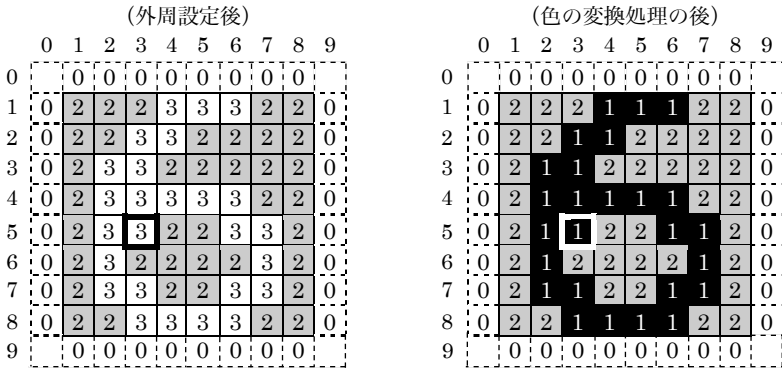 (外周設定後)
0 1 2 3 4 5 6 7 8 9
0 0 0 0 0 0 0 0 0
1 0 2 2 2 3 3 3 2 2 0
2 0 2 2 3 3 2 2 2 2 0
3 0 2 3 3 2 2 2 2 2 0
4 0 2 3 3 3 3 3 2 2 0
5 0 2 3 3 2 2 3 3 2 0
6 0 2 3 2 2 2 2 3 2 0
7 0 2 3 3 2 2 3 3 2 0
8 0 2 2 3 3 3 3 2 2 0
9 0 0 0 0 0 0 0 0
(色の変換処理の後)
0 1 2 3 4 5 6 7 8 9
0 0 0 0 0 0 0 0 0
1 0 2 2 2 1 1 1 2 2 0
2 0 2 2 1 1 2 2 2 2 0
3 0 2 1 1 2 2 2 2 2 0
4 0 2 1 1 1 1 1 2 2 0
5 0 2 1 1 2 2 1 1 2 0
6 0 2 1 2 2 2 2 1 2 0
7 0 2 1 1 2 2 1 1 2 0
8 0 2 2 1 1 1 1 2 2 0
9 0 0 0 0 0 0 0 0